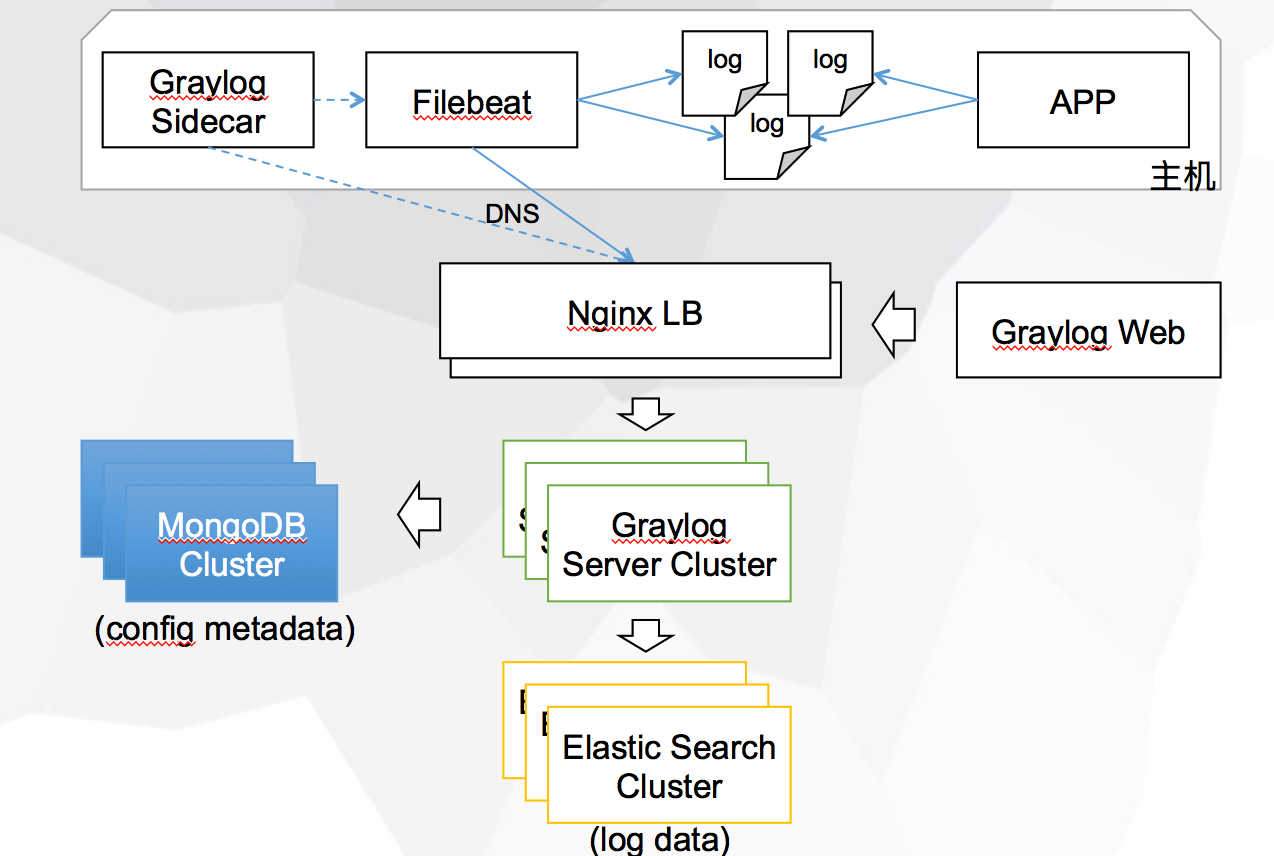 Graylog
Sidecar
Filebeat
log
log
log
APP
主机
DNS
Nginx LB
Graylog Web
MongoDB
Cluster
(config metadata)
Graylog
Server Cluster
Elastic Search
Cluster
(log data)